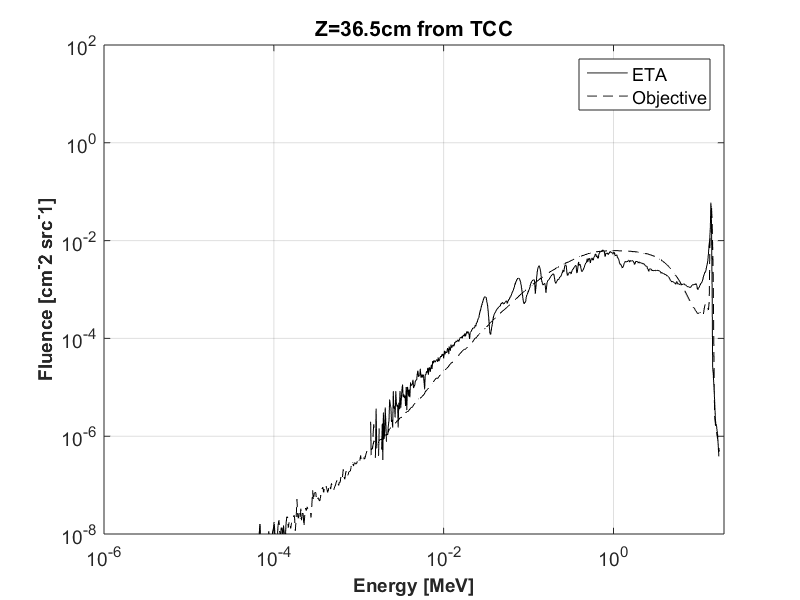 Z=36.5cm from TCC
ETA
Objective
10^2
10^0
10^-2
10^-4
10^-6
10^-8
Fluence [cm^-2 src^-1]
10^-6
10^-4
10^-2
10^0
Energy [MeV]